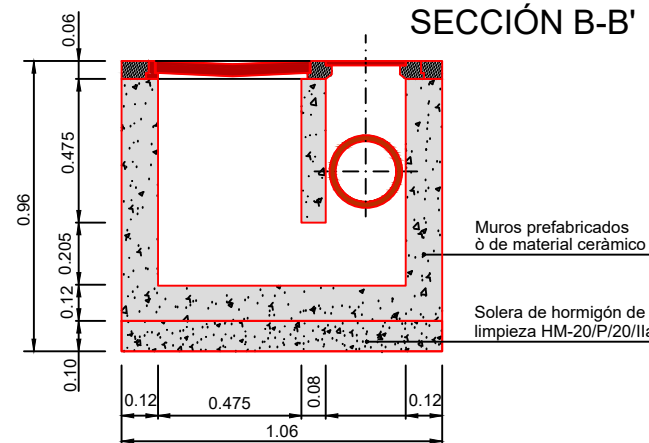 SECCIÓN B-B'
0.06
0.475
0.96
0.205
0.12
0.10
Muros prefabricados
ò de material ceràmico
Solera de hormigón de
limpieza HM-20/P/20/IIa
0.12
0.475
0.08
0.12
1.06